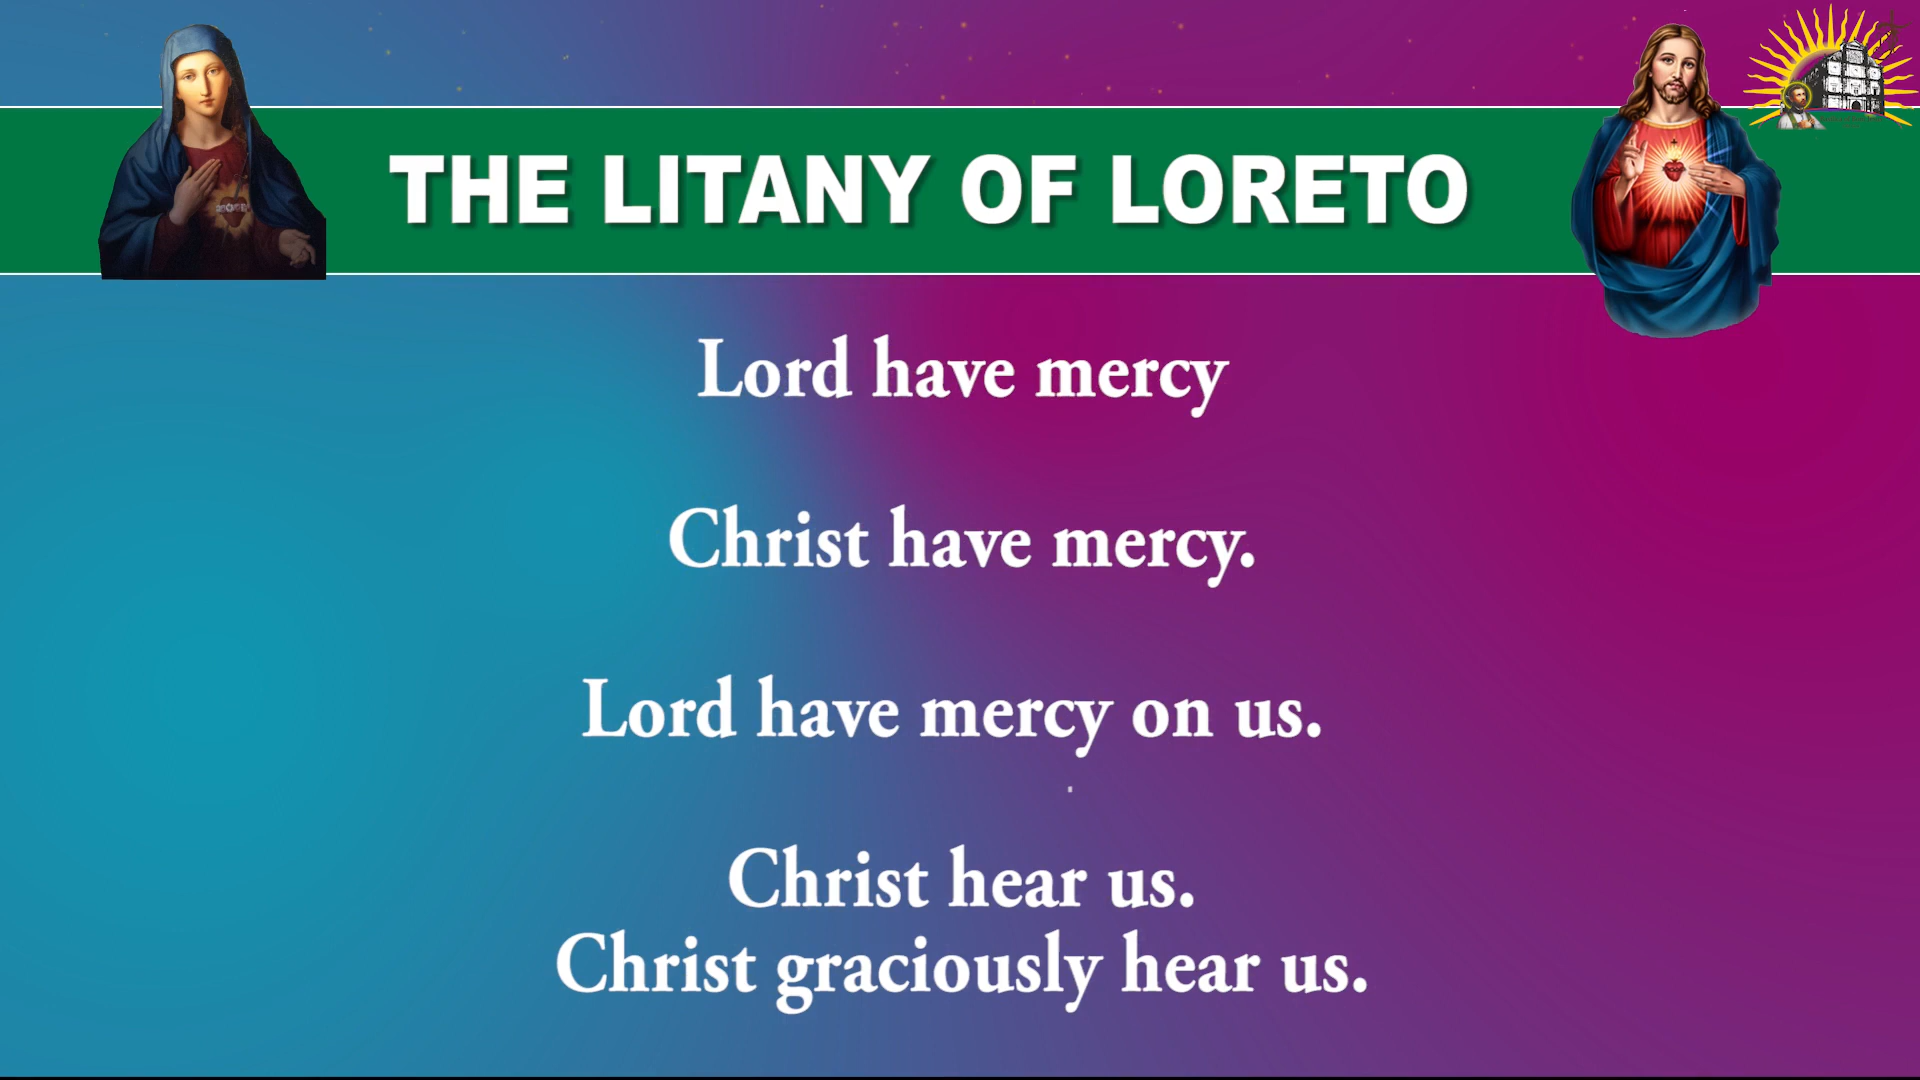 THE LITANY OF LORETO
Lord have mercy
Christ have mercy.
Lord have mercy on us.
Christ hear us.
Christ graciously hear us.